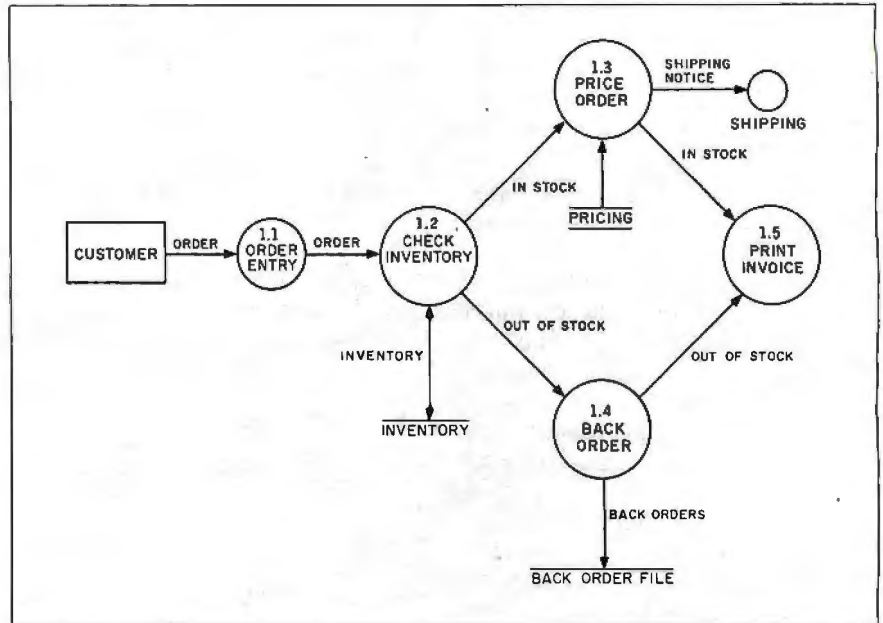 1.3
PRICE
ORDER
SHIPPING
NOTICE
SHIPPING
IN STOCK
IN STOCK
PRICING
CUSTOMER
ORDER
1.1
ORDER
ENTRY
ORDER
1.2
CHECK
INVENTORY
1.5
PRINT
INVOICE
OUT OF STOCK
INVENTORY
OUT OF STOCK
INVENTORY
1.4
BACK
ORDER
BACK ORDERS
BACK ORDER FILE